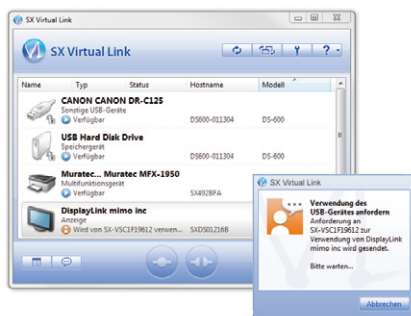 SX Virtual Link
SX Virtual Link
Name Typ Status Hostname Modell
CANON CANON DR-C125
Sonstige USB-Geräte
Verfügbar DS600-011304 DS-600
USB Hard Disk Drive
Speichergerät
Verfügbar DS600-011304 DS-600
Muratec... Muratec MFX-1950
Multifunktionsgerät
Verfügbar SX492BFA
DisplayLink mimo inc
Anzeige
Wird von SX-VSC1F19612 verwen... SXDS01216B
SX Virtual Link
Verwendung des
USB-Gerätes anfordern
Anforderung an
SX-VSC1F19612 zur
Verwendung von DisplayLink
mimo inc wird gesendet.
Bitte warten...
Abbrechen